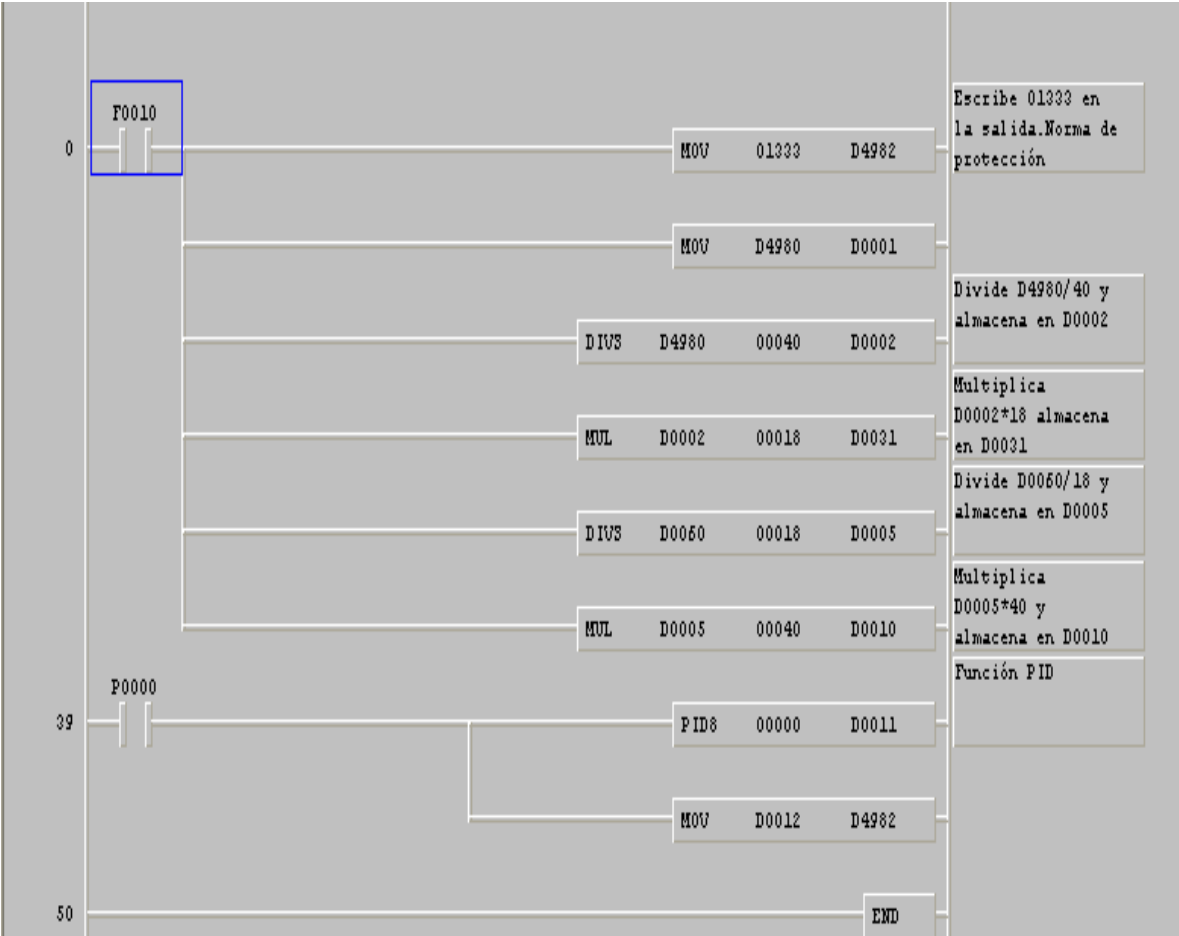 F0010
0
MOV 01333 D4982
Escribe 01333 en
la salida.Norma de
protección
MOV D4980 D0001
DIVS D4980 00040 D0002
Divide D4980/40 y
almacena en D0002
MUL D0002 00018 D0031
Multiplica
D0002*18 almacena
en D0031
DIVS D0060 00018 D0005
Divide D0060/18 y
almacena en D0005
MUL D0005 00040 D0010
Multiplica
D0005*40 y
almacena en D0010
P0000
39
PID8 00000 D0011
Función PID
MOV D0012 D4982
50
END